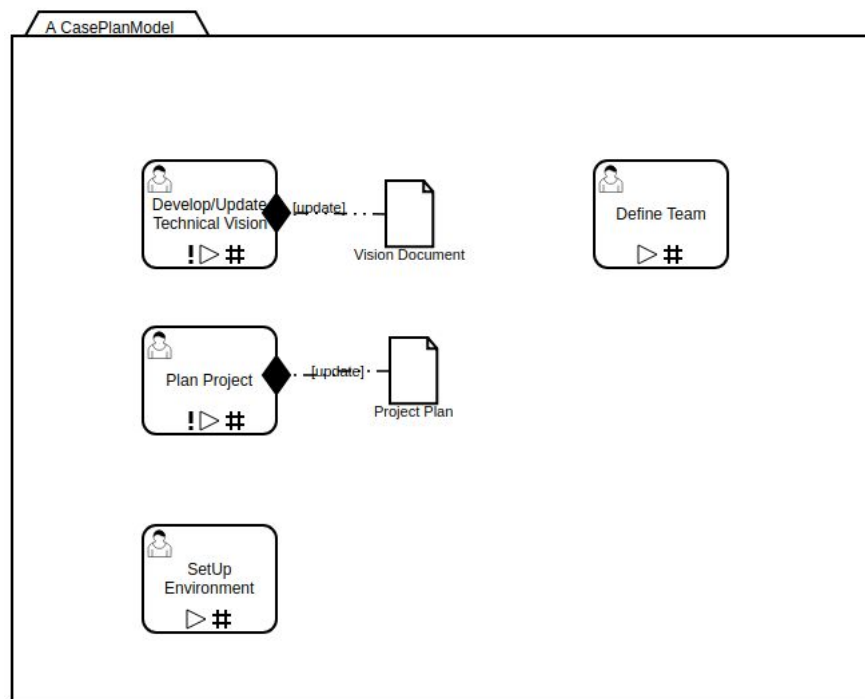 A CasePlanModel
Develop/Update
Technical Vision
[update]
Vision Document
Define Team
Plan Project
[update]
Project Plan
SetUp
Environment